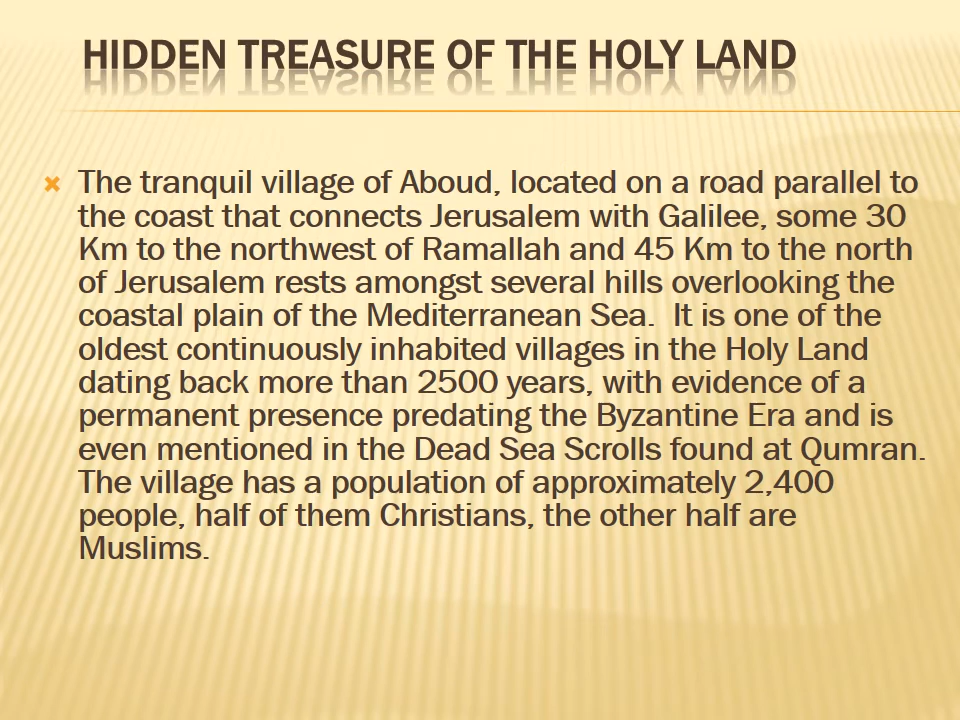 HIDDEN TREASURE OF THE HOLY LAND
The tranquil village of Aboud, located on a road parallel to
the coast that connects Jerusalem with Galilee, some 30
Km to the northwest of Ramallah and 45 Km to the north
of Jerusalem rests amongst several hills overlooking the
coastal plain of the Mediterranean Sea.  It is one of the
oldest continuously inhabited villages in the Holy Land
dating back more than 2500 years, with evidence of a
permanent presence predating the Byzantine Era and is
even mentioned in the Dead Sea Scrolls found at Qumran.
The village has a population of approximately 2,400
people, half of them Christians, the other half are
Muslims.